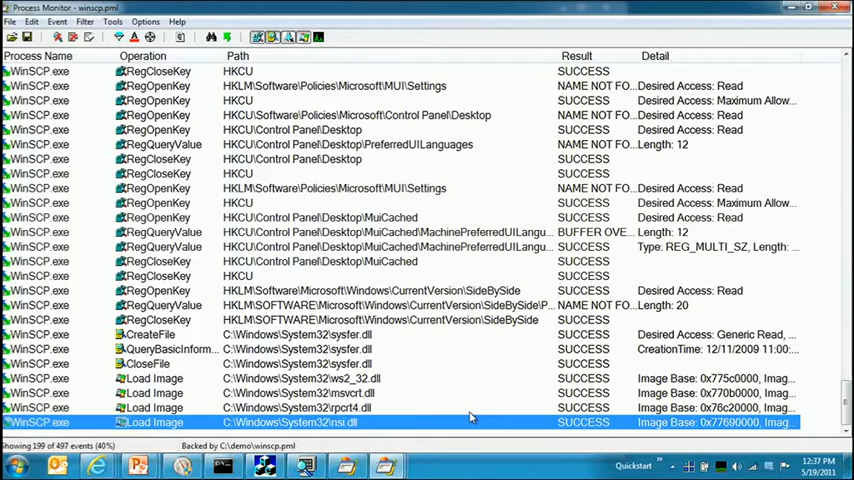 Process Monitor - winscp.pml
File Edit Event Filter Tools Options Help
Process Name Operation Path Result Detail
WinSCP.exe RegCloseKey HKCU SUCCESS
WinSCP.exe RegOpenKey HKLM\Software\Policies\Microsoft\MUI\Settings NAME NOT FO... Desired Access: Read
WinSCP.exe RegOpenKey HKCU SUCCESS Desired Access: Maximum Allow...
WinSCP.exe RegOpenKey HKCU\Software\Policies\Microsoft\Control Panel\Desktop NAME NOT FO... Desired Access: Read
WinSCP.exe RegOpenKey HKCU\Control Panel\Desktop SUCCESS Desired Access: Read
WinSCP.exe RegQueryValue HKCU\Control Panel\Desktop\PreferredUILanguages NAME NOT FO... Length: 12
WinSCP.exe RegCloseKey HKCU\Control Panel\Desktop SUCCESS
WinSCP.exe RegCloseKey HKCU SUCCESS
WinSCP.exe RegOpenKey HKLM\Software\Policies\Microsoft\MUI\Settings NAME NOT FO... Desired Access: Read
WinSCP.exe RegOpenKey HKCU SUCCESS Desired Access: Maximum Allow...
WinSCP.exe RegOpenKey HKCU\Control Panel\Desktop\MuiCached SUCCESS Desired Access: Read
WinSCP.exe RegQueryValue HKCU\Control Panel\Desktop\MuiCached\MachinePreferredUILangu... BUFFER OVE... Length: 12
WinSCP.exe RegQueryValue HKCU\Control Panel\Desktop\MuiCached\MachinePreferredUILangu... SUCCESS Type: REG_MULTI_SZ, Length: ...
WinSCP.exe RegCloseKey HKCU\Control Panel\Desktop\MuiCached SUCCESS
WinSCP.exe RegCloseKey HKCU SUCCESS
WinSCP.exe RegOpenKey HKLM\Software\Microsoft\Windows\CurrentVersion\SideBySide SUCCESS Desired Access: Read
WinSCP.exe RegQueryValue HKLM\SOFTWARE\Microsoft\Windows\CurrentVersion\SideBySide\P... NAME NOT FO... Length: 20
WinSCP.exe RegCloseKey HKLM\SOFTWARE\Microsoft\Windows\CurrentVersion\SideBySide SUCCESS
WinSCP.exe CreateFile C:\Windows\System32\sysfer.dll SUCCESS Desired Access: Generic Read, ...
WinSCP.exe QueryBasicInform... C:\Windows\System32\sysfer.dll SUCCESS CreationTime: 12/11/2009 11:00:...
WinSCP.exe CloseFile C:\Windows\System32\sysfer.dll SUCCESS
WinSCP.exe Load Image C:\Windows\System32\ws2_32.dll SUCCESS Image Base: 0x775c0000, Imag...
WinSCP.exe Load Image C:\Windows\System32\msvcrt.dll SUCCESS Image Base: 0x770b0000, Imag...
WinSCP.exe Load Image C:\Windows\System32\rpcrt4.dll SUCCESS Image Base: 0x76c20000, Imag...
WinSCP.exe Load Image C:\Windows\System32\nsi.dll SUCCESS Image Base: 0x77690000, Imag...
Showing 199 of 497 events (40%) Backed by C:\demo\winscp.pml
Quickstart » 12:37 PM
5/19/2011